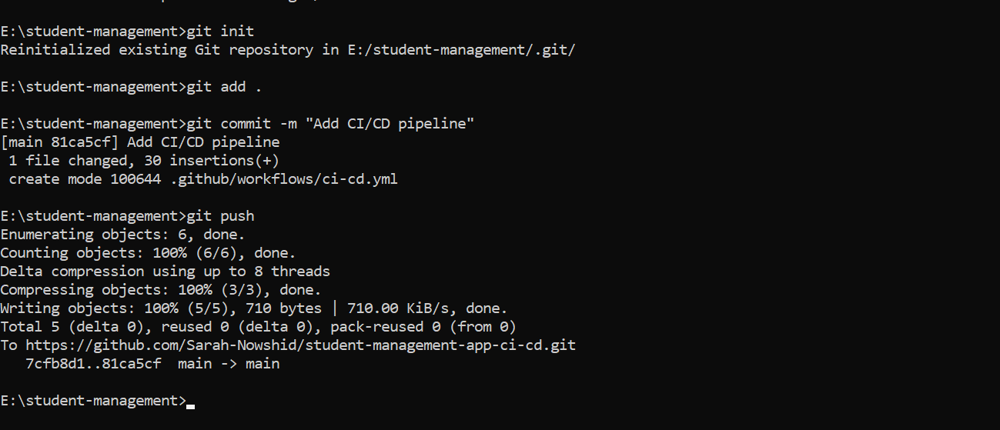 E:\student-management>git init
Reinitialized existing Git repository in E:/student-management/.git/
E:\student-management>git add .
E:\student-management>git commit -m "Add CI/CD pipeline"
[main 81ca5cf] Add CI/CD pipeline
 1 file changed, 30 insertions(+)
 create mode 100644 .github/workflows/ci-cd.yml
E:\student-management>git push
Enumerating objects: 6, done.
Counting objects: 100% (6/6), done.
Delta compression using up to 8 threads
Compressing objects: 100% (3/3), done.
Writing objects: 100% (5/5), 710 bytes | 710.00 KiB/s, done.
Total 5 (delta 0), reused 0 (delta 0), pack-reused 0 (from 0)
To https://github.com/Sarah-Nowshid/student-management-app-ci-cd.git
   7cfb8d1..81ca5cf  main -> main
E:\student-management>